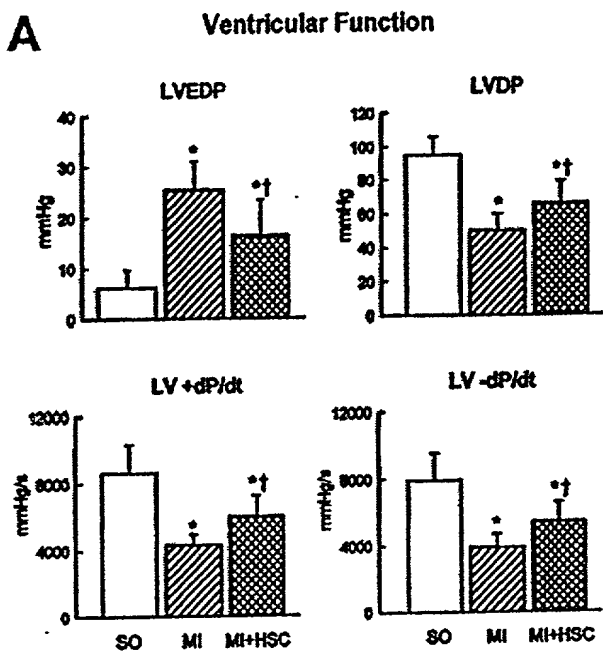 A
Ventricular Function
LVEDP
LVDP
mmHg
40
30
20
10
0
*
*†
mmHg
120
100
80
60
40
20
0
*
*†
LV +dP/dt
LV -dP/dt
mmHg/s
12000
8000
4000
0
*
*†
SO MI MI+HSC
mmHg/s
12000
8000
4000
0
*
*†
SO MI MI+HSC